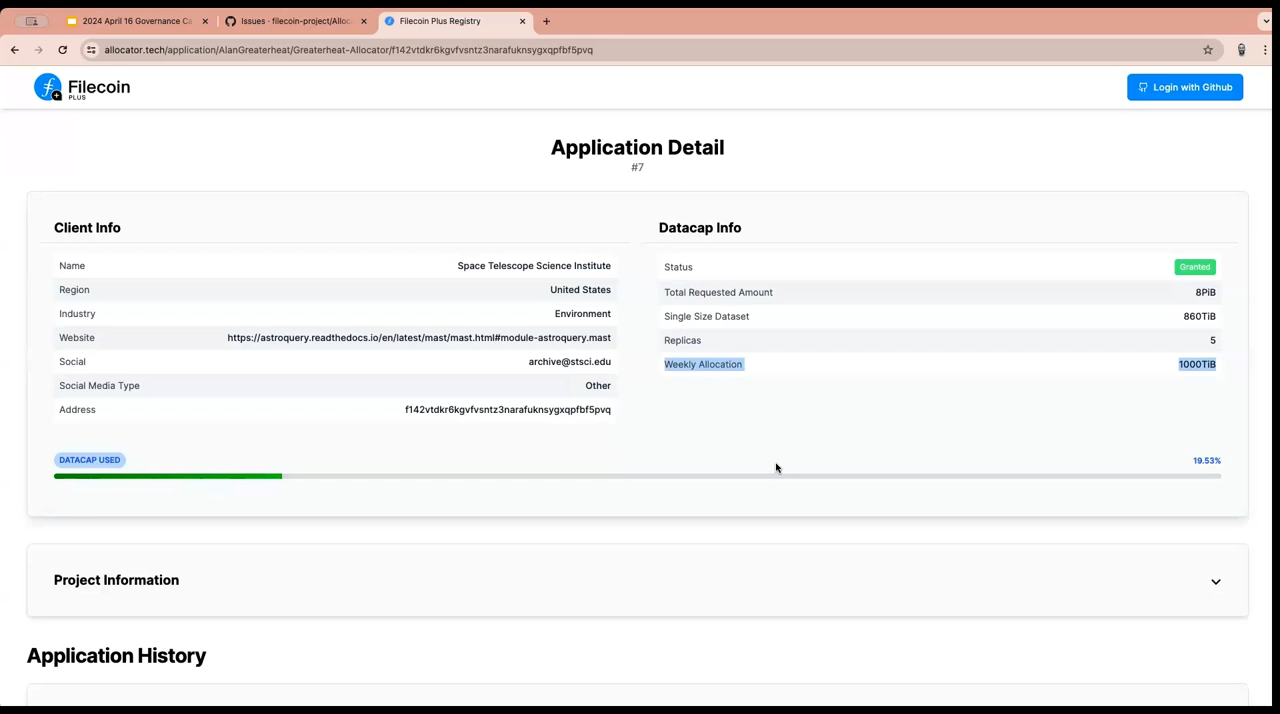 2024 April 16 Governance Ca
Issues · filecoin-project/Alloc
Filecoin Plus Registry
allocator.tech/application/AlanGreaterheat/Greaterheat-Allocator/f142vtdkr6kgvfvsntz3narafuknsygxqpfbf5pvq
Filecoin
PLUS
Login with Github
Application Detail
#7
Client Info
Name Space Telescope Science Institute
Region United States
Industry Environment
Website https://astroquery.readthedocs.io/en/latest/mast/mast.html#module-astroquery.mast
Social archive@stsci.edu
Social Media Type Other
Address f142vtdkr6kgvfvsntz3narafuknsygxqpfbf5pvq
Datacap Info
Status Granted
Total Requested Amount 8PiB
Single Size Dataset 860TiB
Replicas 5
Weekly Allocation 1000TiB
DATACAP USED 19.53%
Project Information
Application History